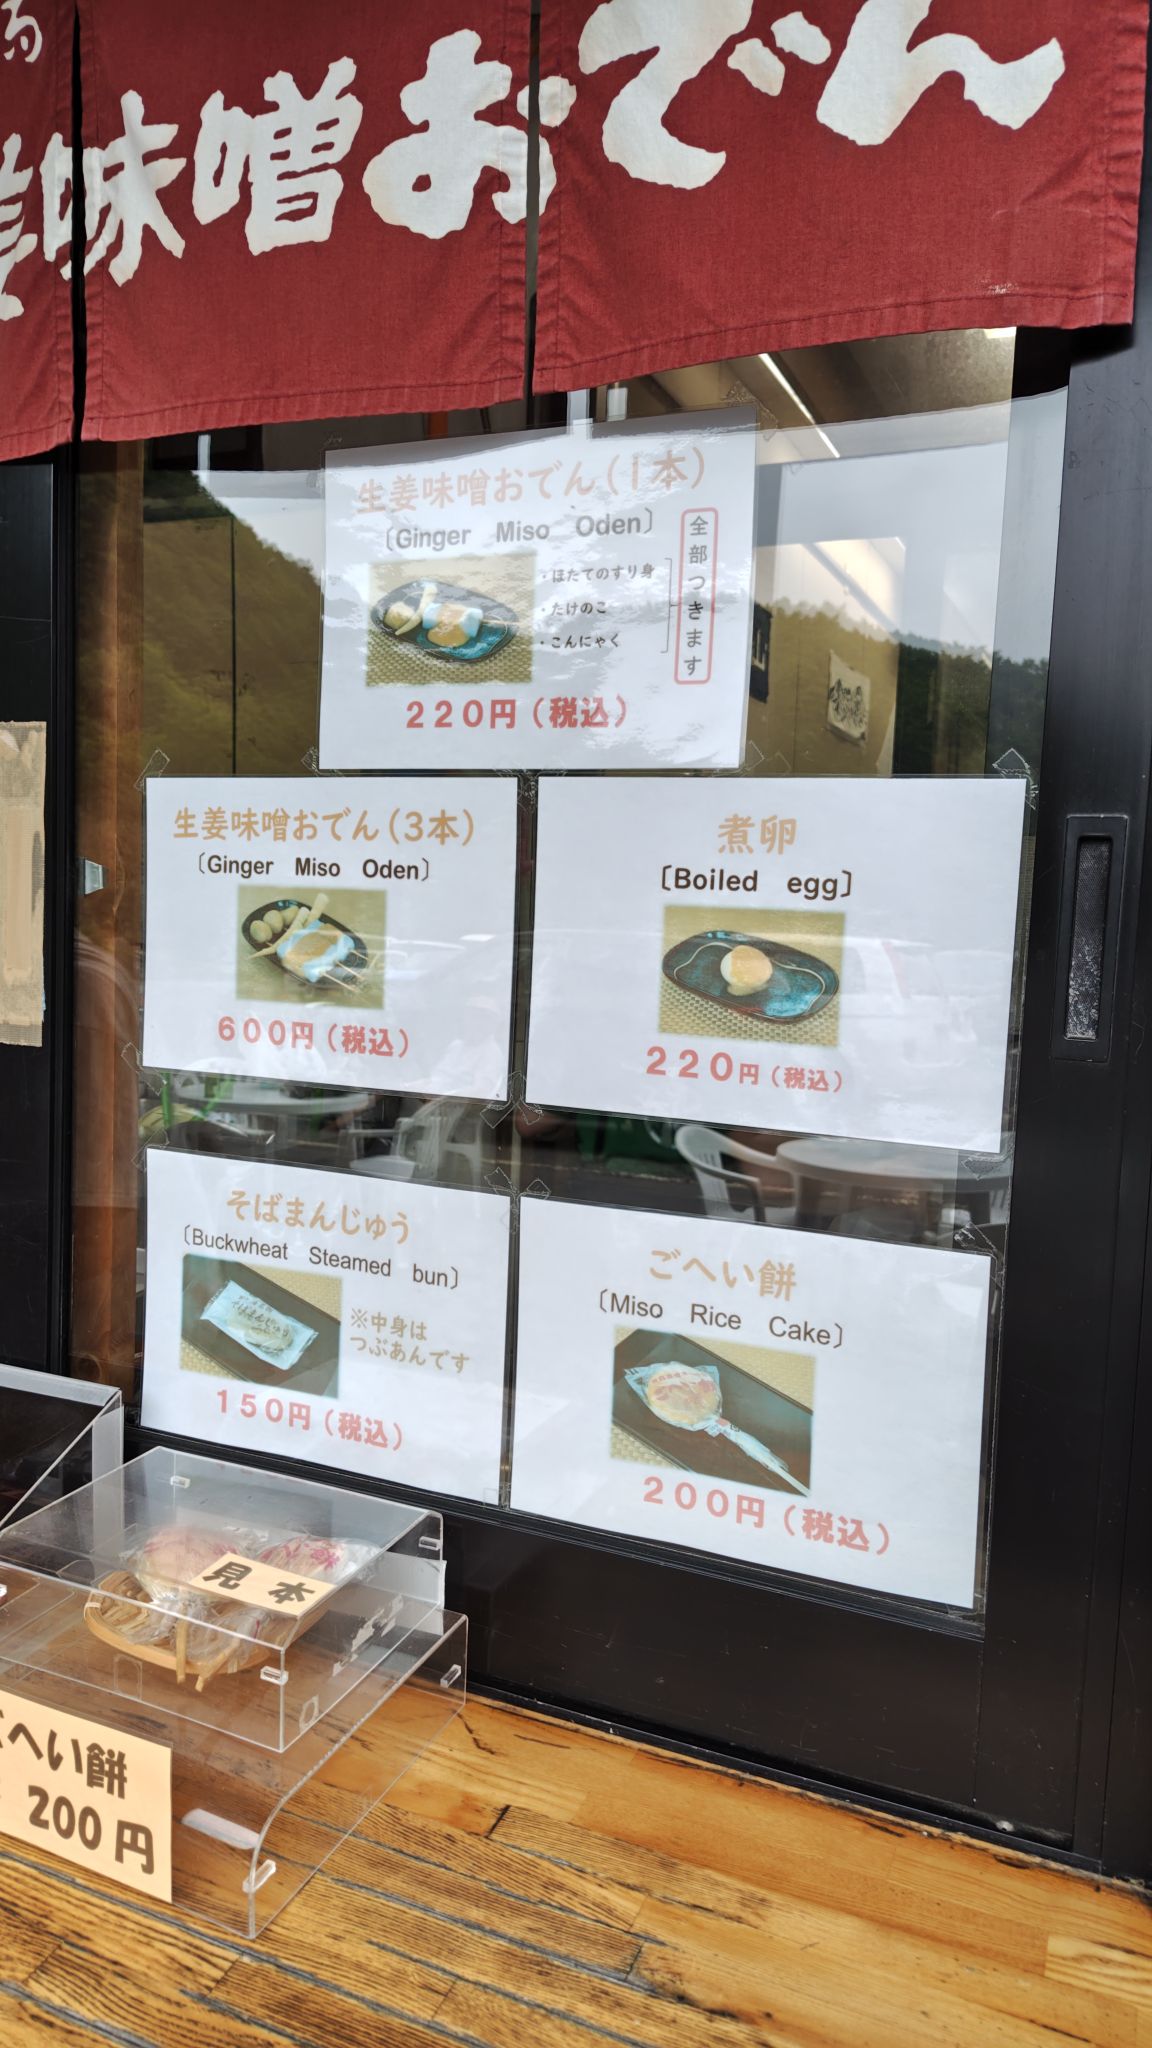 味噌おでん
生姜味噌おでん（1本）
〔Ginger Miso Oden〕
・ほたてのすり身
・たけのこ
・こんにゃく
全部つきます
220円（税込）
生姜味噌おでん（3本）
〔Ginger Miso Oden〕
600円（税込）
煮卵
〔Boiled egg〕
220円（税込）
そばまんじゅう
〔Buckwheat Steamed bun〕
※中身は
つぶあんです
150円（税込）
ごへい餅
〔Miso Rice Cake〕
200円（税込）
見本
へい餅
200円